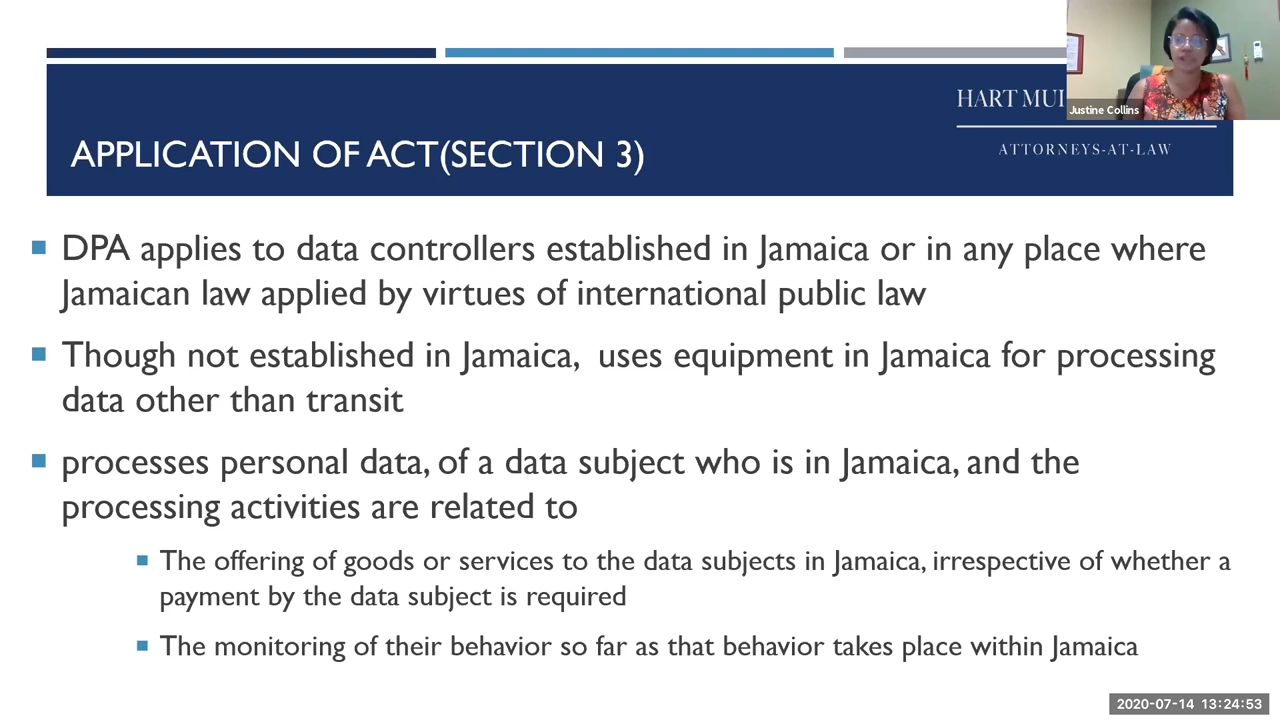 HART MU
Justine Collins
ATTORNEYS-AT-LAW
APPLICATION OF ACT(SECTION 3)
DPA applies to data controllers established in Jamaica or in any place where
Jamaican law applied by virtues of international public law
Though not established in Jamaica, uses equipment in Jamaica for processing
data other than transit
processes personal data, of a data subject who is in Jamaica, and the
processing activities are related to
The offering of goods or services to the data subjects in Jamaica, irrespective of whether a
payment by the data subject is required
The monitoring of their behavior so far as that behavior takes place within Jamaica
2020-07-14 13:24:53